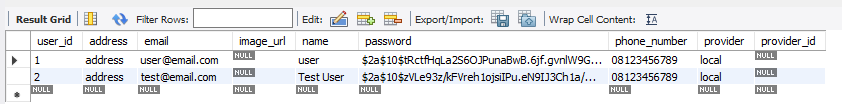 Result Grid Filter Rows: Edit: Export/Import: Wrap Cell Content: IA
user_id address email image_url name password phone_number provider provider_id
1 address user@email.com NULL user $2a$10$tRctfHqLa2S6OJPunaBwB.6jf.gvnlW9G... 08123456789 local NULL
2 address test@email.com NULL Test User $2a$10$zVLe93z/kFVreh1ojsiIPu.eN9IJ3Ch1a/... 08123456789 local NULL
NULL NULL NULL NULL NULL NULL NULL NULL NULL